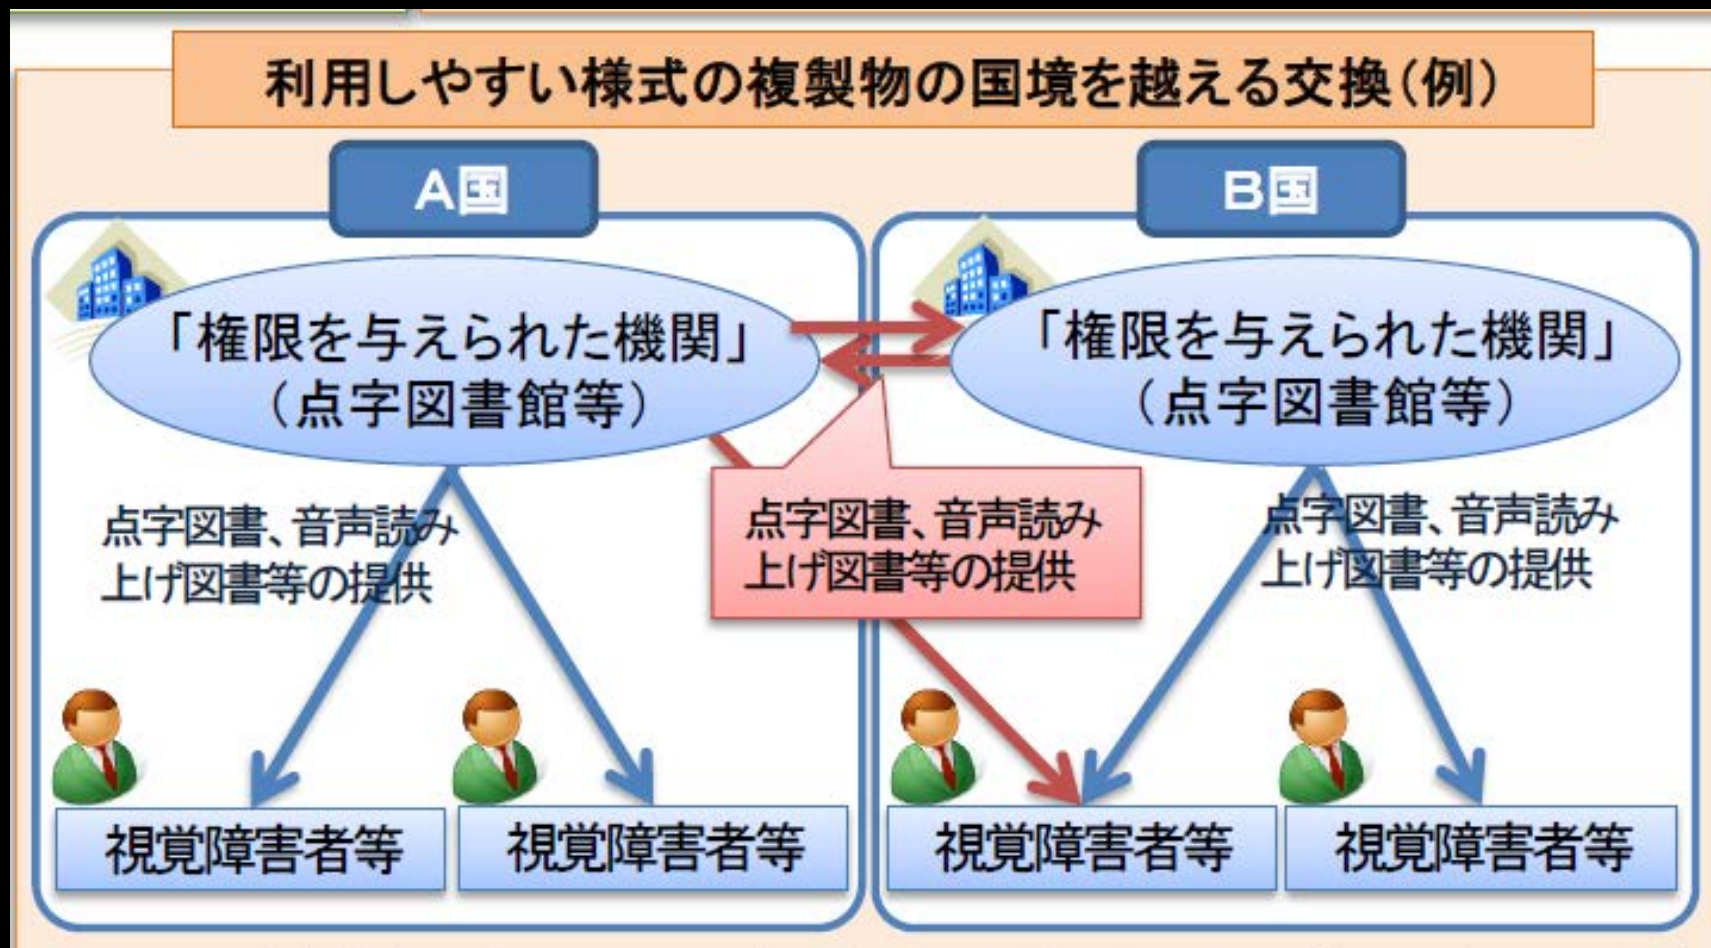 利用しやすい様式の複製物の国境を越える交換(例)
A国
B国
「権限を与えられた機関」
(点字図書館等)
「権限を与えられた機関」
(点字図書館等)
点字図書、音声読み
上げ図書等の提供
点字図書、音声読み
上げ図書等の提供
点字図書、音声読み
上げ図書等の提供
視覚障害者等
視覚障害者等
視覚障害者等
視覚障害者等